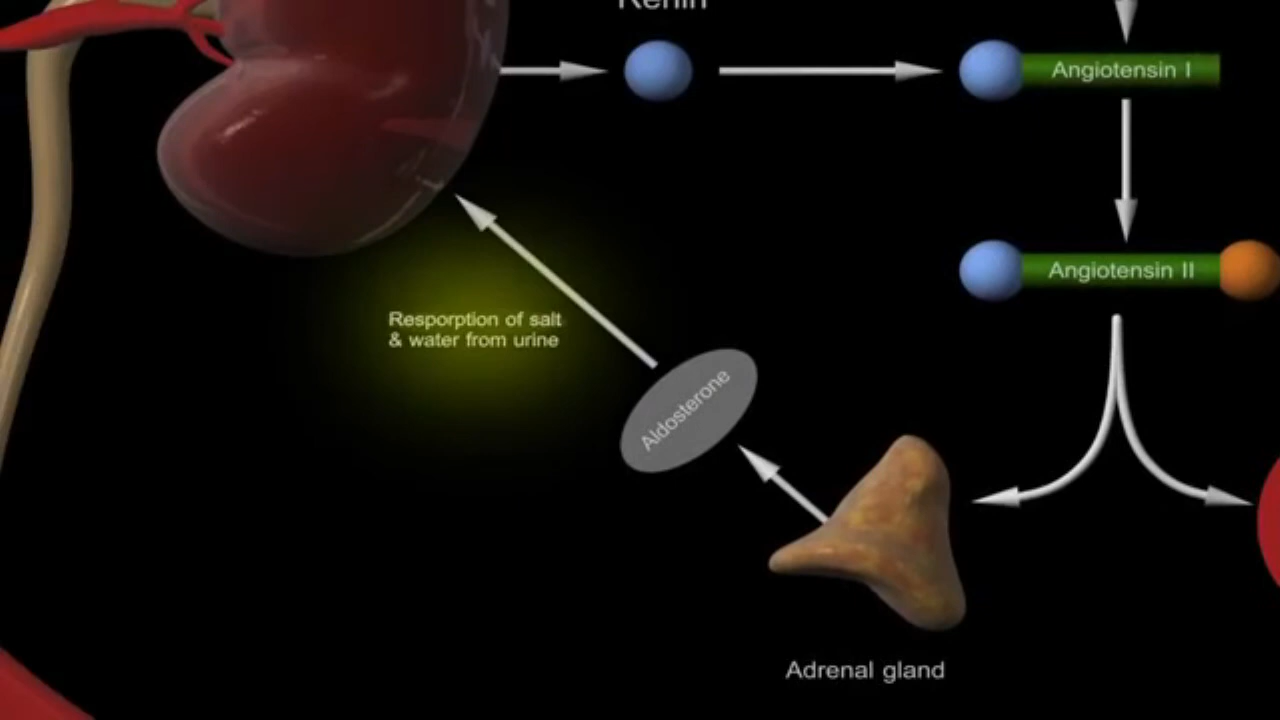 Renin
Angiotensin I
Angiotensin II
Resporption of salt
& water from urine
Aldosterone
Adrenal gland